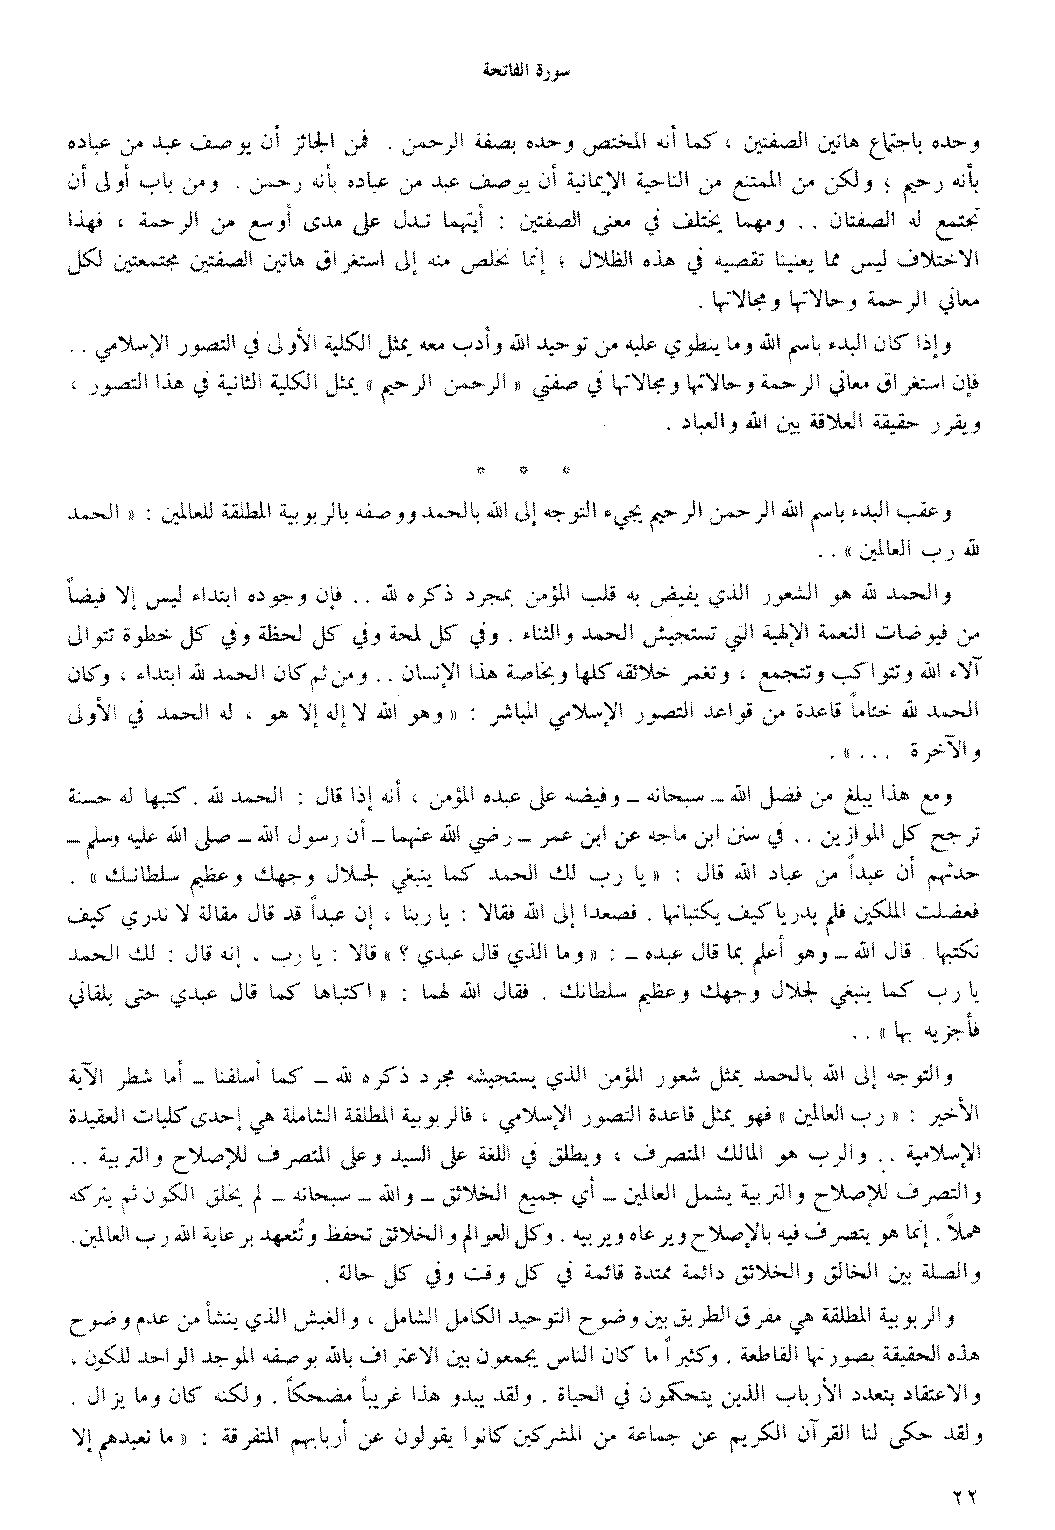 سورة الفاتحة
وحده باجتماع هاتين الصفتين ، كما أنه المختص وحده بصفة الرحمن . فمن الجائز أن يوصف عبد من عباده
بأنه رحيم ؛ ولكن من الممتنع من الناحية الإيمانية أن يوصف عبد من عباده بأنه رحمن . ومن باب أولى أن
تجتمع له الصفتان .. ومهما يختلف في معنى الصفتين : أيتهما تدل على مدى أوسع من الرحمة ، فهذا
الاختلاف ليس مما يعنينا تقصيه في هذه الظلال ؛ إنما نخلص منه إلى استغراق هاتين الصفتين مجتمعتين لكل
معاني الرحمة وحالاتها ومجالاتها .
وإذا كان البدء باسم الله وما ينطوي عليه من توحيد الله وأدب معه يمثل الكلية الأولى في التصور الإسلامي ..
فإن استغراق معاني الرحمة وحالاتها ومجالاتها في صفتي « الرحمن الرحيم » يمثل الكلية الثانية في هذا التصور ،
ويقرر حقيقة العلاقة بين الله والعباد .
* * *
وعقب البدء باسم الله الرحمن الرحيم يجيء التوجه إلى الله بالحمد ووصفه بالربوبية المطلقة للعالمين : « الحمد
لله رب العالمين » ..
والحمد لله هو الشعور الذي يفيض به قلب المؤمن بمجرد ذكره لله .. فإن وجوده ابتداء ليس إلا فيضاً
من فيوضات النعمة الإلهية التي تستجيش الحمد والثناء . وفي كل لمحة وفي كل لحظة وفي كل خطوة تتوالى
آلاء الله وتتواكب وتتجمع ، وتغمر خلائقه كلها وبخاصة هذا الإنسان .. ومن ثم كان الحمد لله ابتداء ، وكان
الحمد لله ختاماً قاعدة من قواعد التصور الإسلامي المباشر : « وهو الله لا إله إلا هو ، له الحمد في الأولى
والآخرة ... » .
ومع هذا يبلغ من فضل الله – سبحانه – وفيضه على عبده المؤمن ، أنه إذا قال : الحمد لله . كتبها له حسنة
ترجح كل الموازين .. في سنن ابن ماجه عن ابن عمر – رضي الله عنهما – أن رسول الله – صلى الله عليه وسلم –
حدثهم أن عبداً من عباد الله قال : « يا رب لك الحمد كما ينبغي لجلال وجهك وعظيم سلطانك » .
فعضلت الملكين فلم يدريا كيف يكتبانها . فصعدا إلى الله فقالا : يا ربنا ، إن عبداً قد قال مقالة لا ندري كيف
نكتبها . قال الله – وهو أعلم بما قال عبده – : « وما الذي قال عبدي ؟ » قالا : يا رب ، إنه قال : لك الحمد
يا رب كما ينبغي لجلال وجهك وعظيم سلطانك . فقال الله لهما : « اكتباها كما قال عبدي حتى يلقاني
فأجزيه بها » ..
والتوجه إلى الله بالحمد يمثل شعور المؤمن الذي يستجيشه مجرد ذكره لله – كما أسلفنا – أما شطر الآية
الأخير : « رب العالمين » فهو يمثل قاعدة التصور الإسلامي ، فالربوبية المطلقة الشاملة هي إحدى كليات العقيدة
الإسلامية .. والرب هو المالك المتصرف ، ويطلق في اللغة على السيد وعلى المتصرف للإصلاح والتربية ..
والتصرف للإصلاح والتربية يشمل العالمين – أي جميع الخلائق – والله – سبحانه – لم يخلق الكون ثم يتركه
هملاً . إنما هو يتصرف فيه بالإصلاح ويرعاه ويربيه . وكل العوالم والخلائق تحفظ وتُتعهد برعاية الله رب العالمين.
والصلة بين الخالق والخلائق دائمة ممتدة قائمة في كل وقت وفي كل حالة .
والربوبية المطلقة هي مفرق الطريق بين وضوح التوحيد الكامل الشامل ، والغبش الذي ينشأ من عدم وضوح
هذه الحقيقة بصورتها القاطعة . وكثيراً ما كان الناس يجمعون بين الاعتراف بالله بوصفه الموجد الواحد للكون ،
والاعتقاد بتعدد الأرباب الذين يتحكمون في الحياة . ولقد يبدو هذا غريباً مضحكاً . ولكنه كان وما يزال .
ولقد حكى لنا القرآن الكريم عن جماعة من المشركين كانوا يقولون عن أربابهم المتفرقة : « ما نعبدهم إلا
٢٢